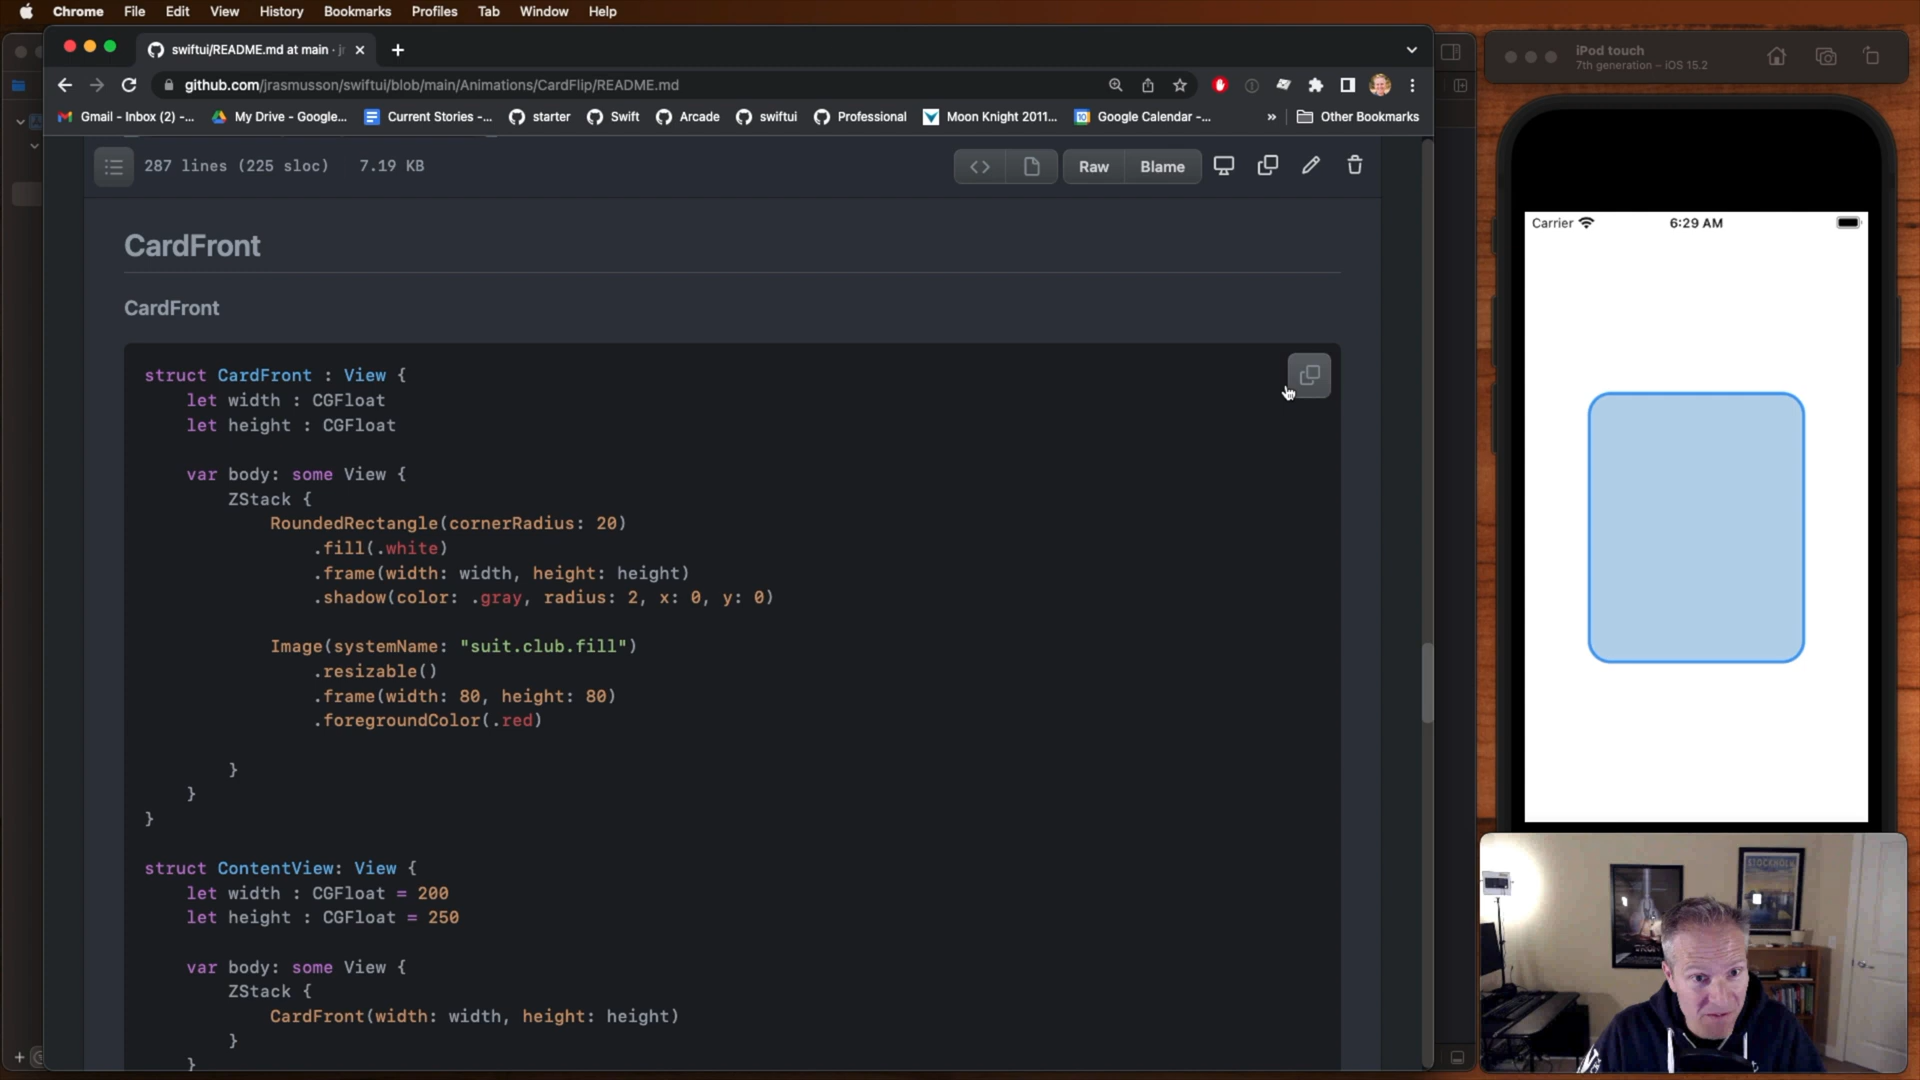 Chrome File Edit View History Bookmarks Profiles Tab Window Help
swiftui/README.md at main · jr
github.com/jrasmusson/swiftui/blob/main/Animations/CardFlip/README.md
Gmail - Inbox (2) -... My Drive - Google... Current Stories -... starter Swift Arcade swiftui Professional Moon Knight 2011... Google Calendar -... » Other Bookmarks
287 lines (225 sloc) 7.19 KB <> Raw Blame
CardFront
CardFront
struct CardFront : View {
let width : CGFloat
let height : CGFloat
var body: some View {
ZStack {
RoundedRectangle(cornerRadius: 20)
.fill(.white)
.frame(width: width, height: height)
.shadow(color: .gray, radius: 2, x: 0, y: 0)
Image(systemName: "suit.club.fill")
.resizable()
.frame(width: 80, height: 80)
.foregroundColor(.red)
}
}
}
struct ContentView: View {
let width : CGFloat = 200
let height : CGFloat = 250
var body: some View {
ZStack {
CardFront(width: width, height: height)
}
}
iPod touch
7th generation – iOS 15.2
Carrier 6:29 AM
STOCKHOLM